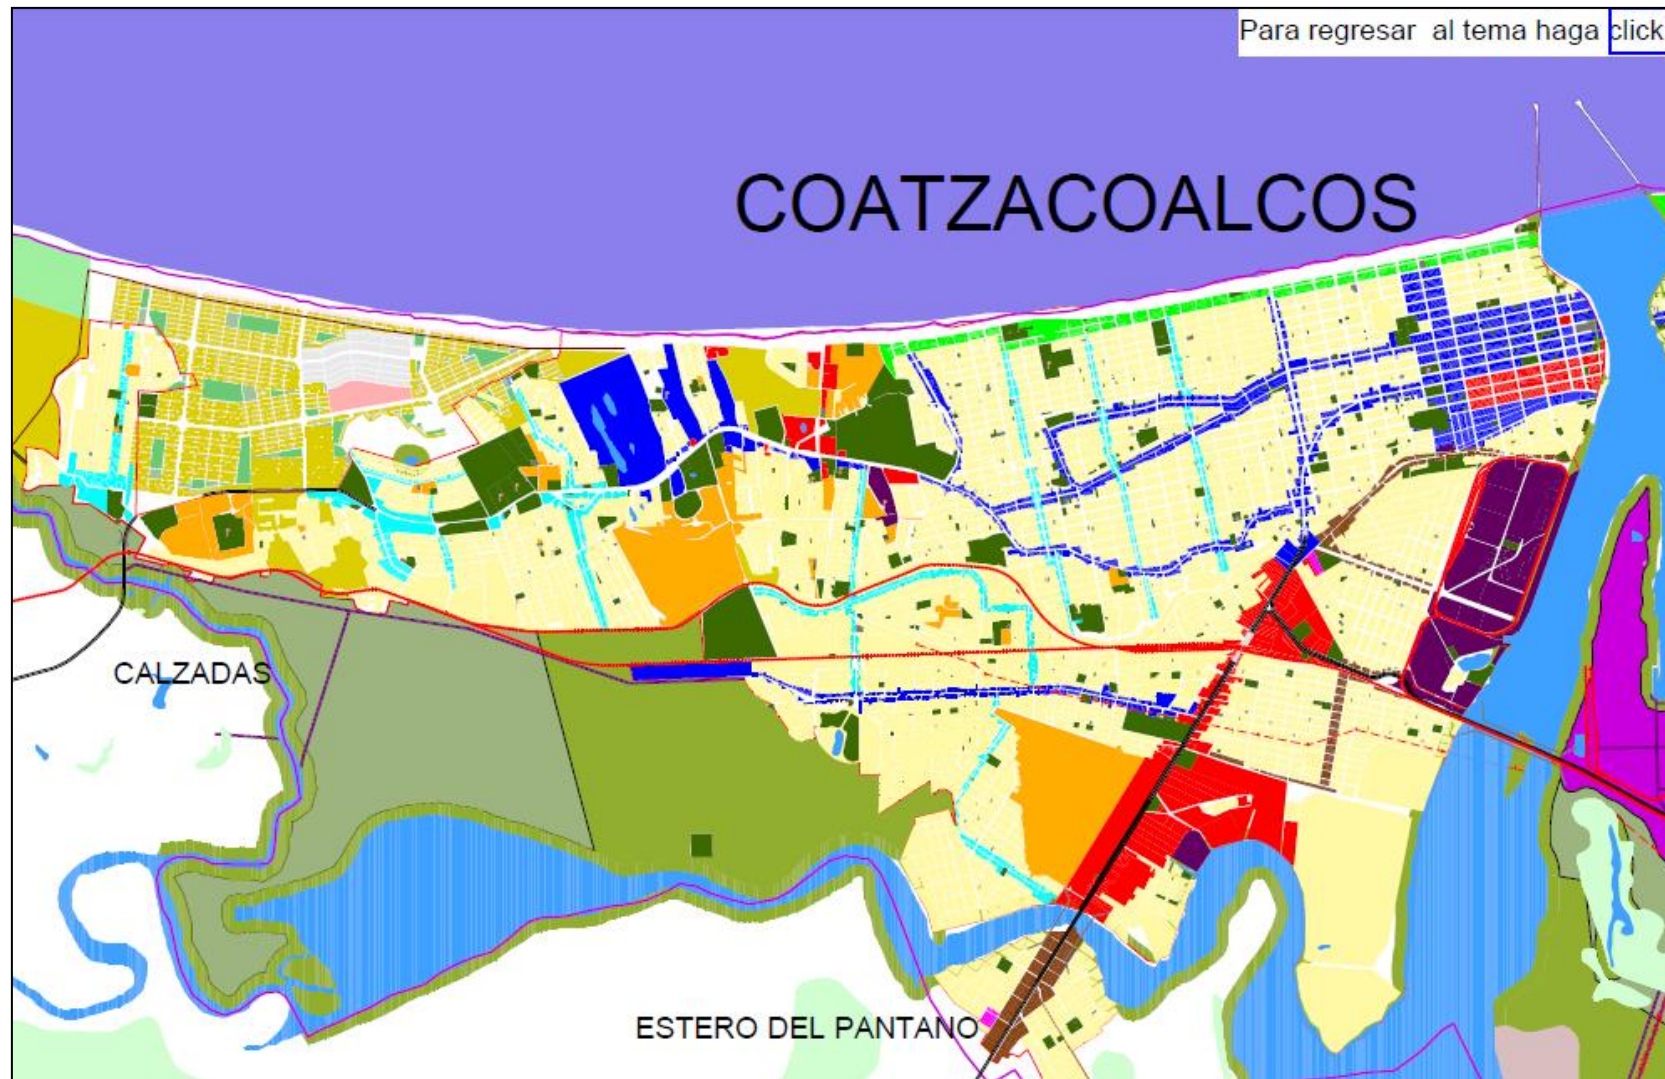 Para regresar al tema haga click
COATZACOALCOS
CALZADAS
ESTERO DEL PANTANO